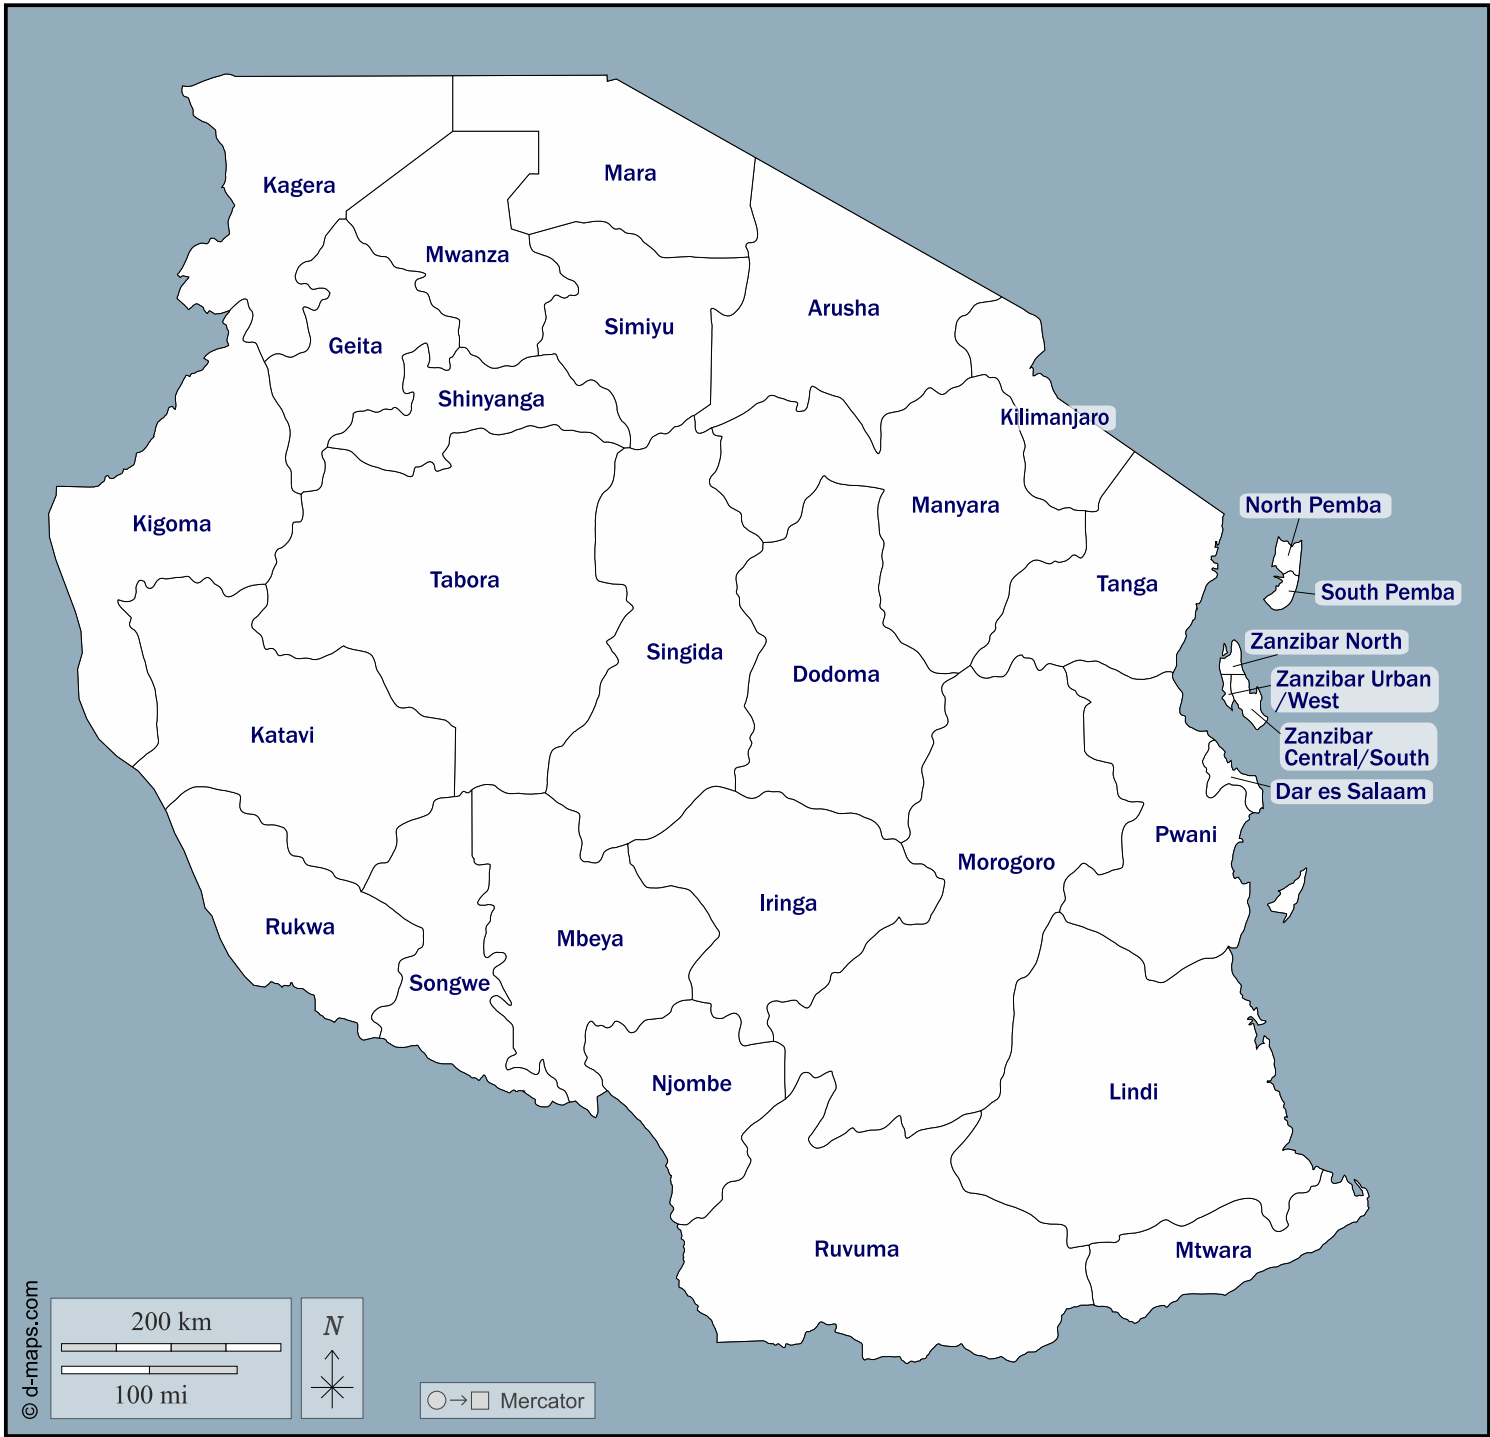 Kagera
Mara
Mwanza
Arusha
Simiyu
Geita
Shinyanga
Kilimanjaro
Kigoma
Manyara
North Pemba
Tabora
Tanga
South Pemba
Singida
Dodoma
Zanzibar North
Zanzibar Urban
/West
Katavi
Zanzibar
Central/South
Dar es Salaam
Pwani
Morogoro
Iringa
Rukwa
Mbeya
Songwe
Njombe
Lindi
Ruvuma
Mtwara
© d-maps.com
200 km
100 mi
N
Mercator